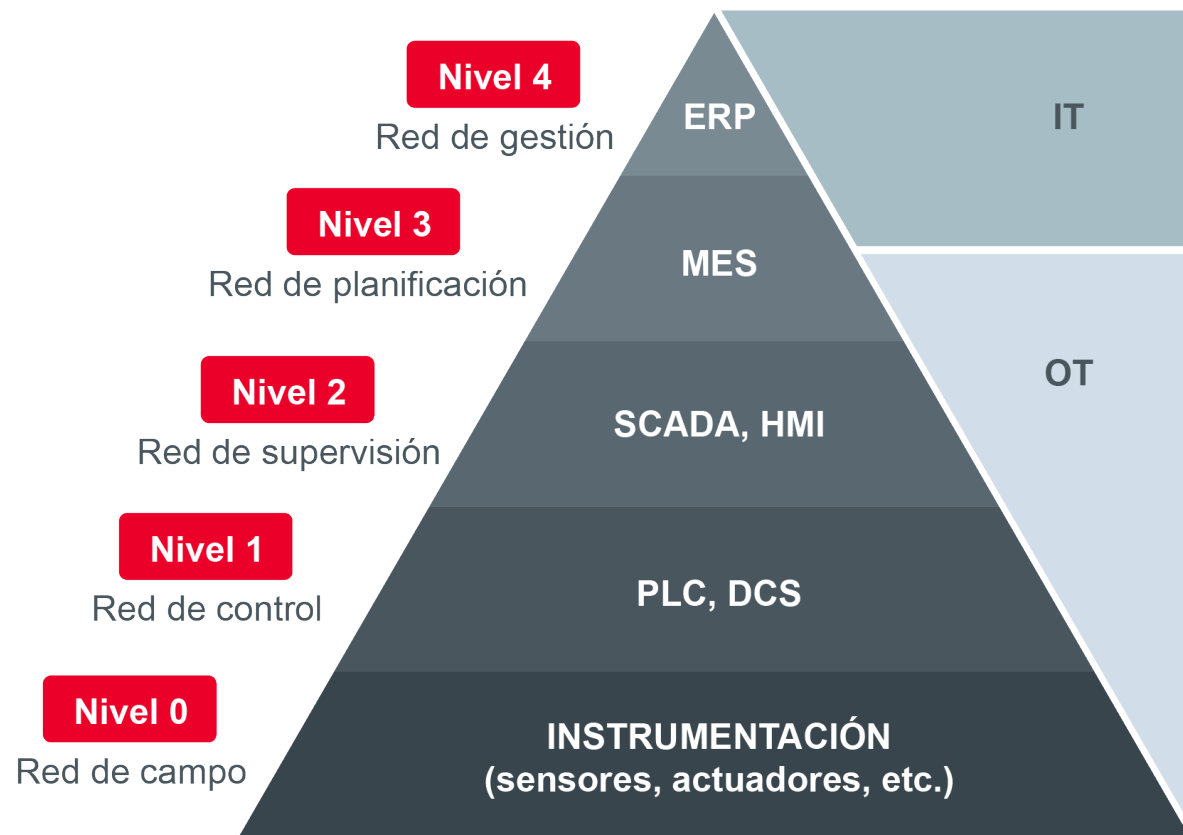 Nivel 4
Red de gestión
ERP
IT
Nivel 3
Red de planificación
MES
Nivel 2
Red de supervisión
SCADA, HMI
OT
Nivel 1
Red de control
PLC, DCS
Nivel 0
Red de campo
INSTRUMENTACIÓN
(sensores, actuadores, etc.)